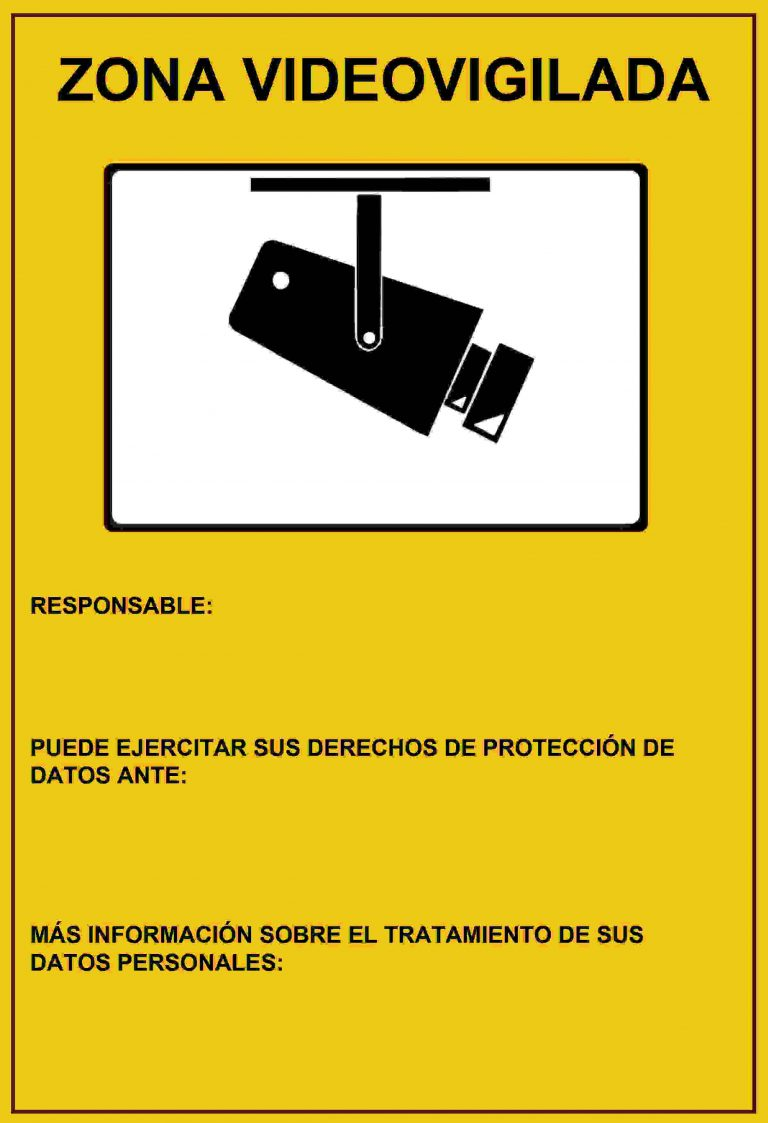 ZONA VIDEOVIGILADA
RESPONSABLE:
PUEDE EJERCITAR SUS DERECHOS DE PROTECCIÓN DE
DATOS ANTE:
MÁS INFORMACIÓN SOBRE EL TRATAMIENTO DE SUS
DATOS PERSONALES: